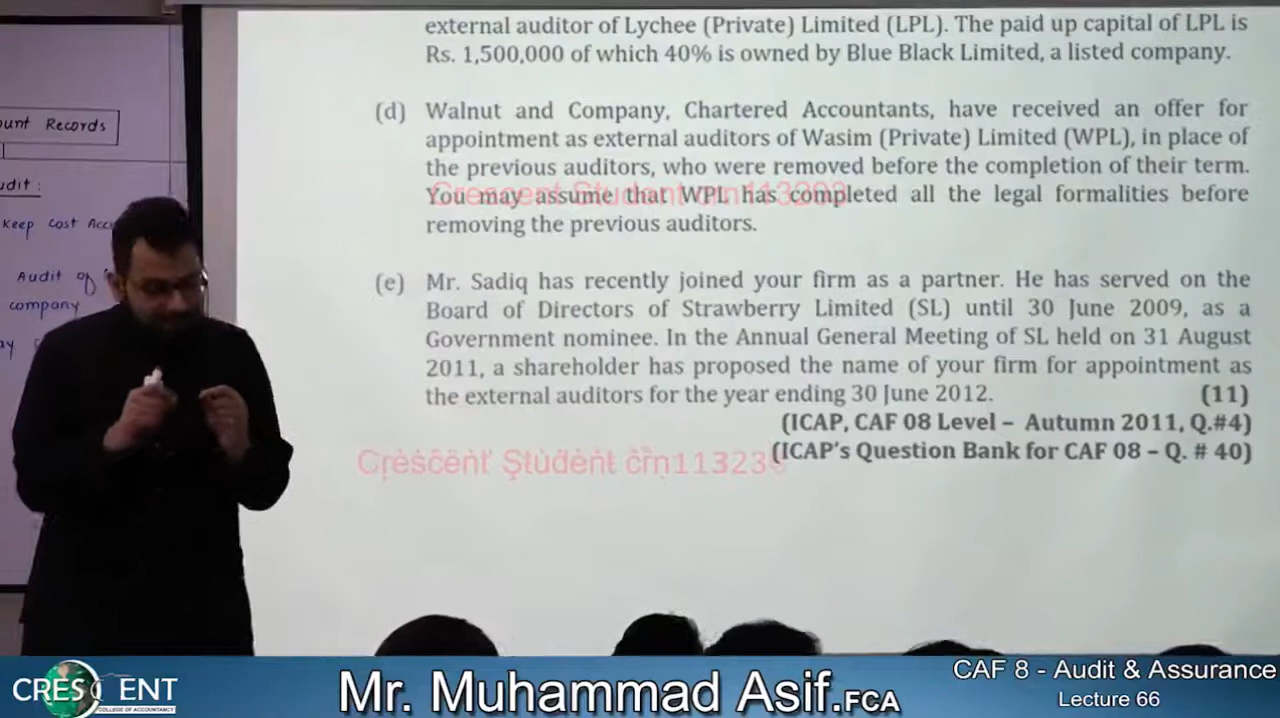 external auditor of Lychee (Private) Limited (LPL). The paid up capital of LPL is
Rs. 1,500,000 of which 40% is owned by Blue Black Limited, a listed company.
(d) Walnut and Company, Chartered Accountants, have received an offer for
appointment as external auditors of Wasim (Private) Limited (WPL), in place of
the previous auditors, who were removed before the completion of their term.
You may assume that WPL has completed all the legal formalities before
removing the previous auditors.
(e) Mr. Sadiq has recently joined your firm as a partner. He has served on the
Board of Directors of Strawberry Limited (SL) until 30 June 2009, as a
Government nominee. In the Annual General Meeting of SL held on 31 August
2011, a shareholder has proposed the name of your firm for appointment as
the external auditors for the year ending 30 June 2012. (11)
(ICAP, CAF 08 Level – Autumn 2011, Q.#4)
(ICAP's Question Bank for CAF 08 – Q. # 40)
Crescent Student crn11323
ount Records
udit :
keep Cost Acc
Audit of
company
CRESCENT
COLLEGE OF ACCOUNTANCY
Mr. Muhammad Asif.FCA
CAF 8 - Audit & Assurance
Lecture 66